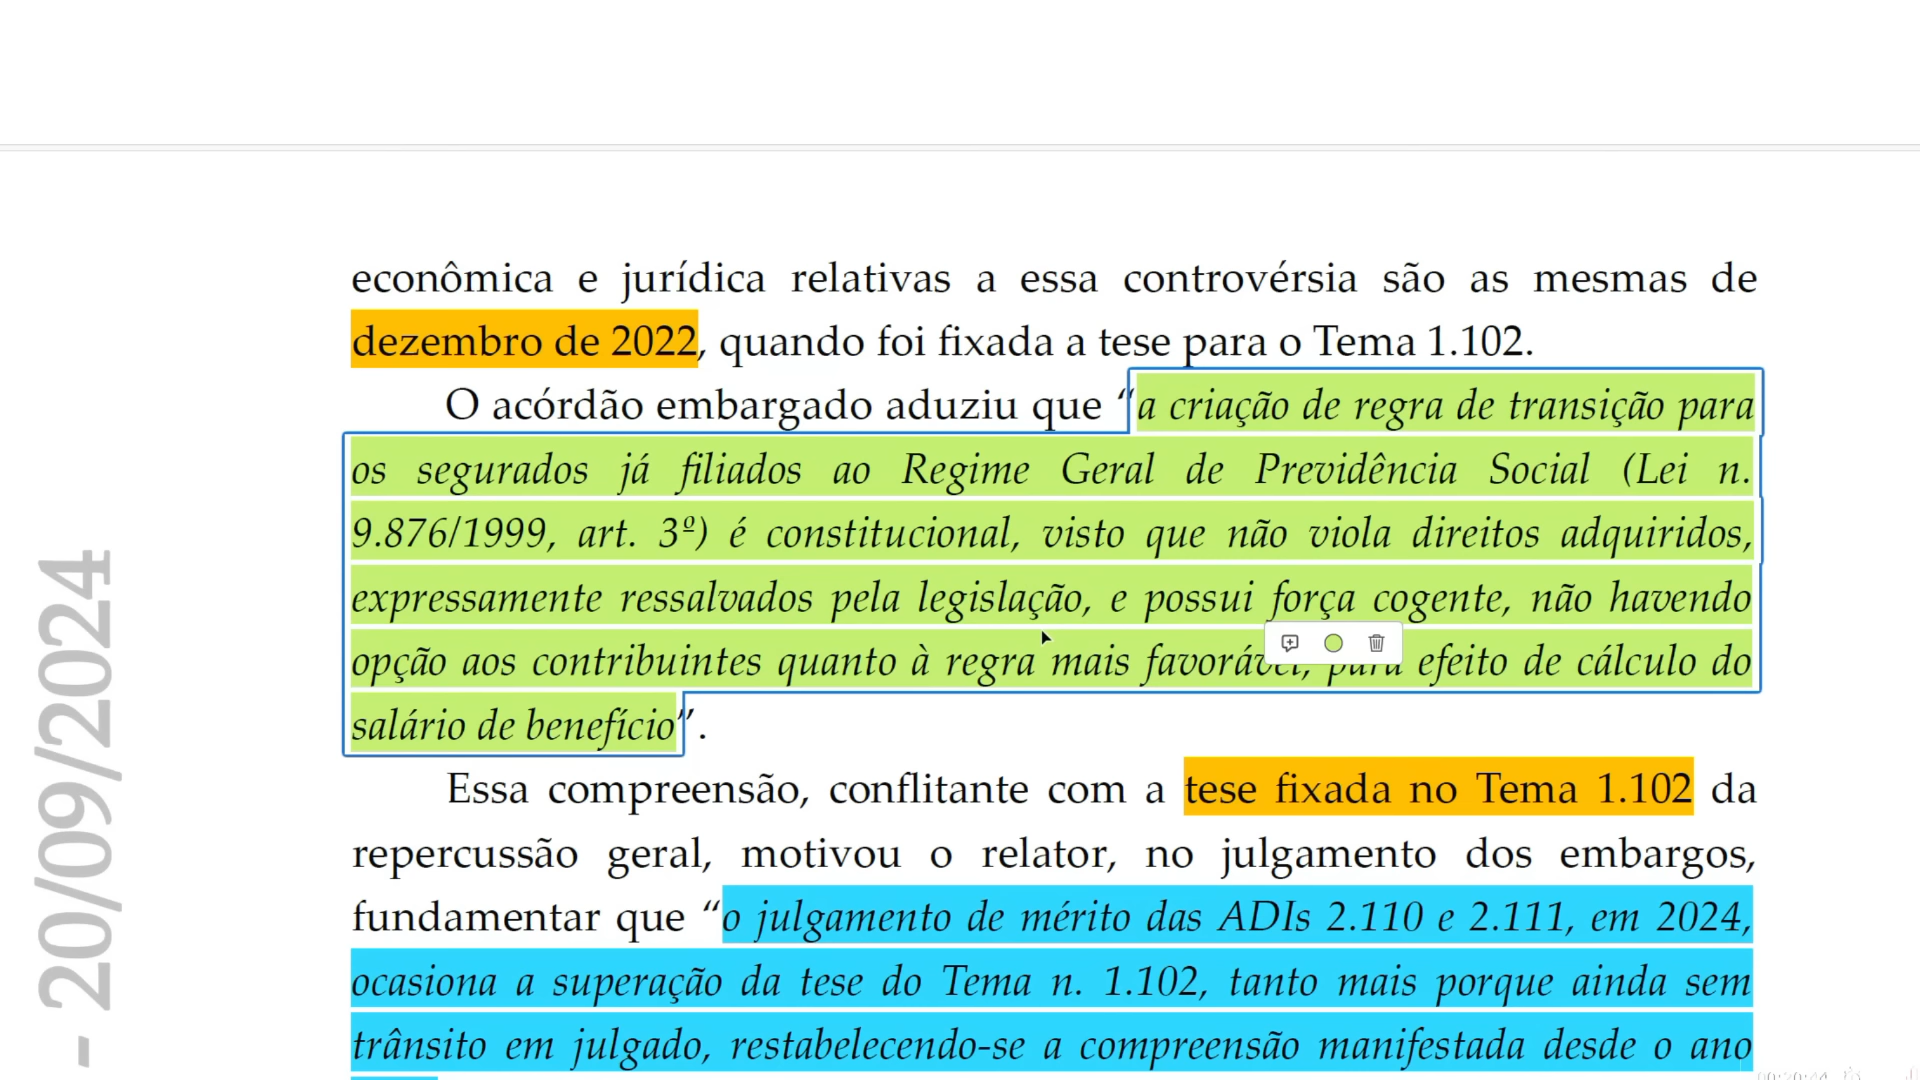 econômica e jurídica relativas a essa controvérsia são as mesmas de
dezembro de 2022, quando foi fixada a tese para o Tema 1.102.
O acórdão embargado aduziu que “a criação de regra de transição para
os segurados já filiados ao Regime Geral de Previdência Social (Lei n.
9.876/1999, art. 3º) é constitucional, visto que não viola direitos adquiridos,
expressamente ressalvados pela legislação, e possui força cogente, não havendo
opção aos contribuintes quanto à regra mais favorável, para efeito de cálculo do
salário de benefício”.
Essa compreensão, conflitante com a tese fixada no Tema 1.102 da
repercussão geral, motivou o relator, no julgamento dos embargos,
fundamentar que “o julgamento de mérito das ADIs 2.110 e 2.111, em 2024,
ocasiona a superação da tese do Tema n. 1.102, tanto mais porque ainda sem
trânsito em julgado, restabelecendo-se a compreensão manifestada desde o ano
- 20/09/2024